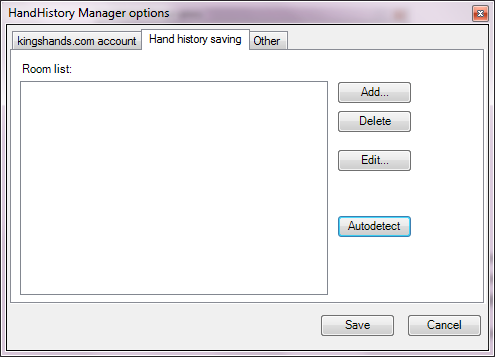 HandHistory Manager options
kingshands.com account Hand history saving Other
Room list:
Add...
Delete
Edit...
Autodetect
Save Cancel